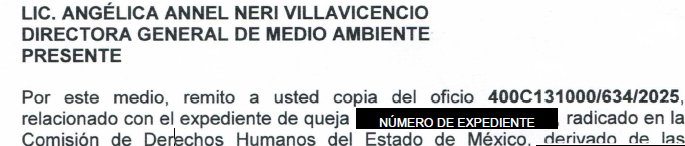 LIC. ANGÉLICA ANNEL NERI VILLAVICENCIO
DIRECTORA GENERAL DE MEDIO AMBIENTE
PRESENTE
Por este medio, remito a usted copia del oficio 400C131000/634/2025,
relacionado con el expediente de queja NÚMERO DE EXPEDIENTE, radicado en la
Comisión de Derechos Humanos del Estado de México, derivado de las